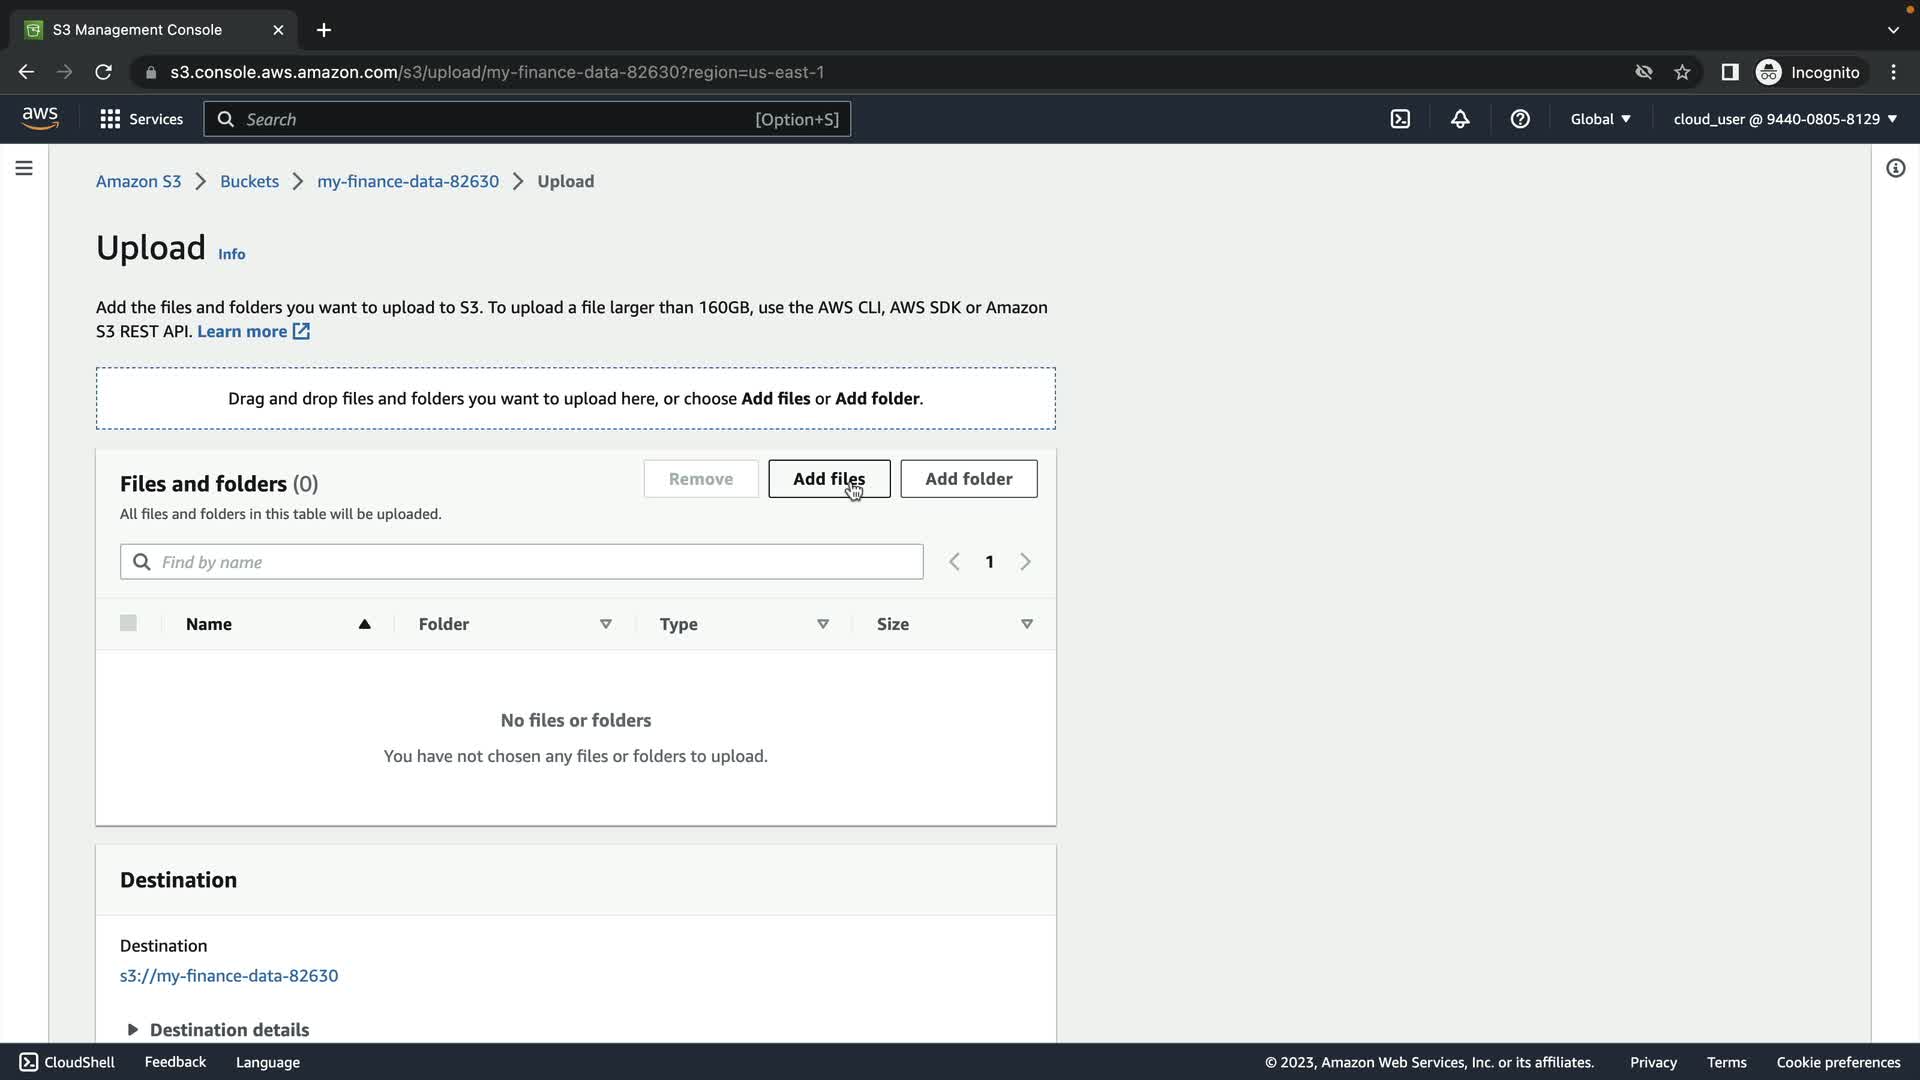 S3 Management Console
s3.console.aws.amazon.com/s3/upload/my-finance-data-82630?region=us-east-1
Incognito
aws
Services
Search
[Option+S]
Global
cloud_user @ 9440-0805-8129
Amazon S3
Buckets
my-finance-data-82630
Upload
Upload
Info
Add the files and folders you want to upload to S3. To upload a file larger than 160GB, use the AWS CLI, AWS SDK or Amazon
S3 REST API. Learn more
Drag and drop files and folders you want to upload here, or choose Add files or Add folder.
Files and folders (0)
Remove
Add files
Add folder
All files and folders in this table will be uploaded.
Find by name
1
Name
Folder
Type
Size
No files or folders
You have not chosen any files or folders to upload.
Destination
Destination
s3://my-finance-data-82630
Destination details
CloudShell
Feedback
Language
© 2023, Amazon Web Services, Inc. or its affiliates.
Privacy
Terms
Cookie preferences